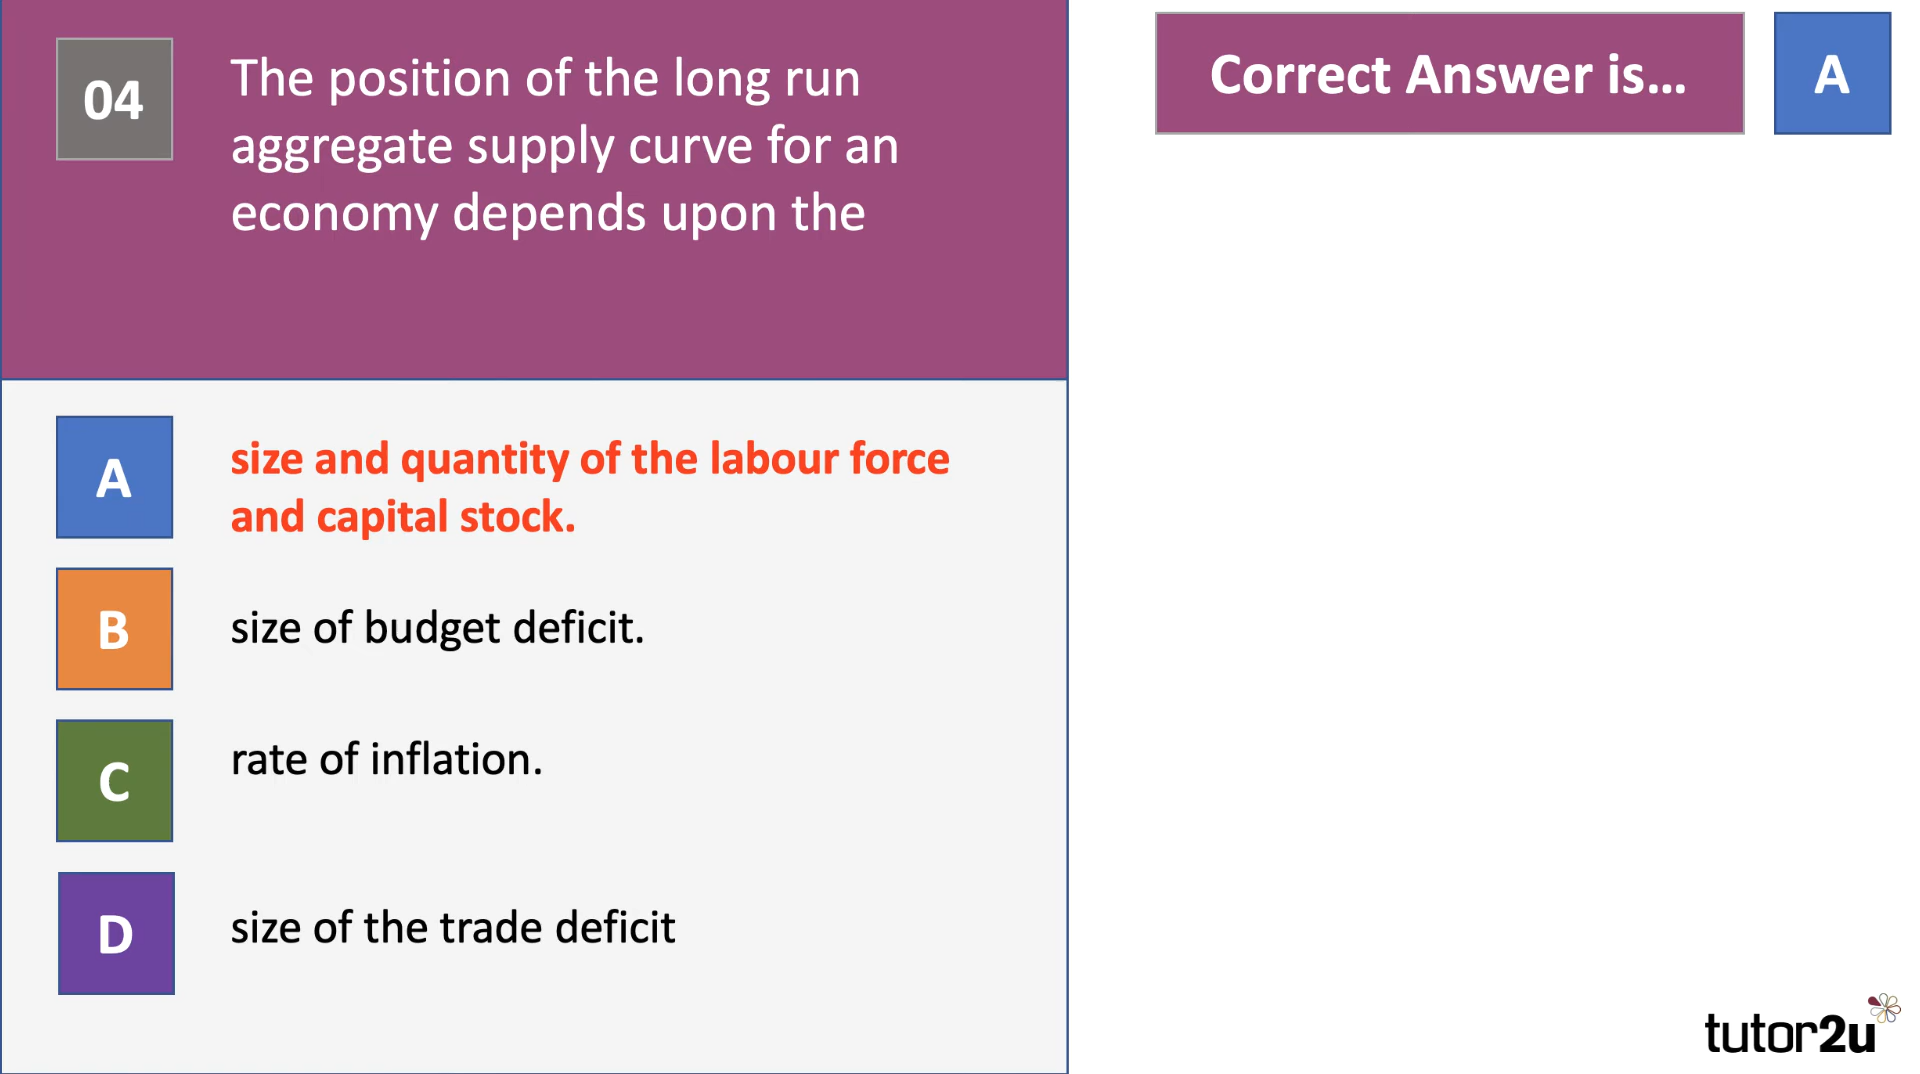 04
The position of the long run
aggregate supply curve for an
economy depends upon the
A
size and quantity of the labour force
and capital stock.
B
size of budget deficit.
C
rate of inflation.
D
size of the trade deficit
Correct Answer is...
A
tutor2u